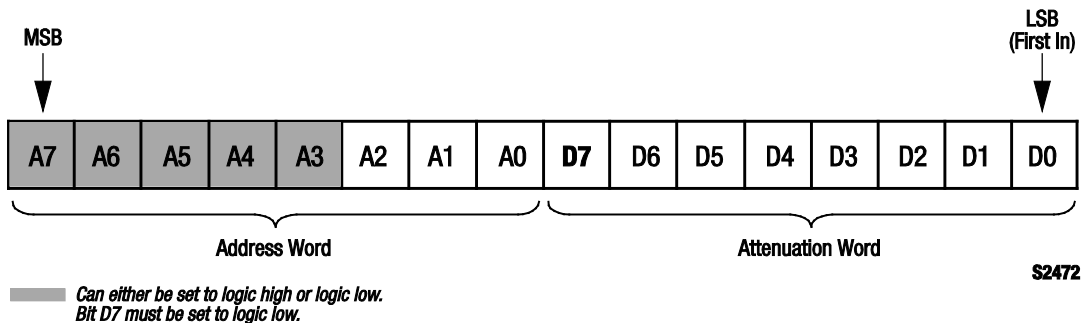 MSB
LSB
(First In)
A7 A6 A5 A4 A3 A2 A1 A0 D7 D6 D5 D4 D3 D2 D1 D0
Address Word
Attenuation Word
S2472
Can either be set to logic high or logic low.
Bit D7 must be set to logic low.